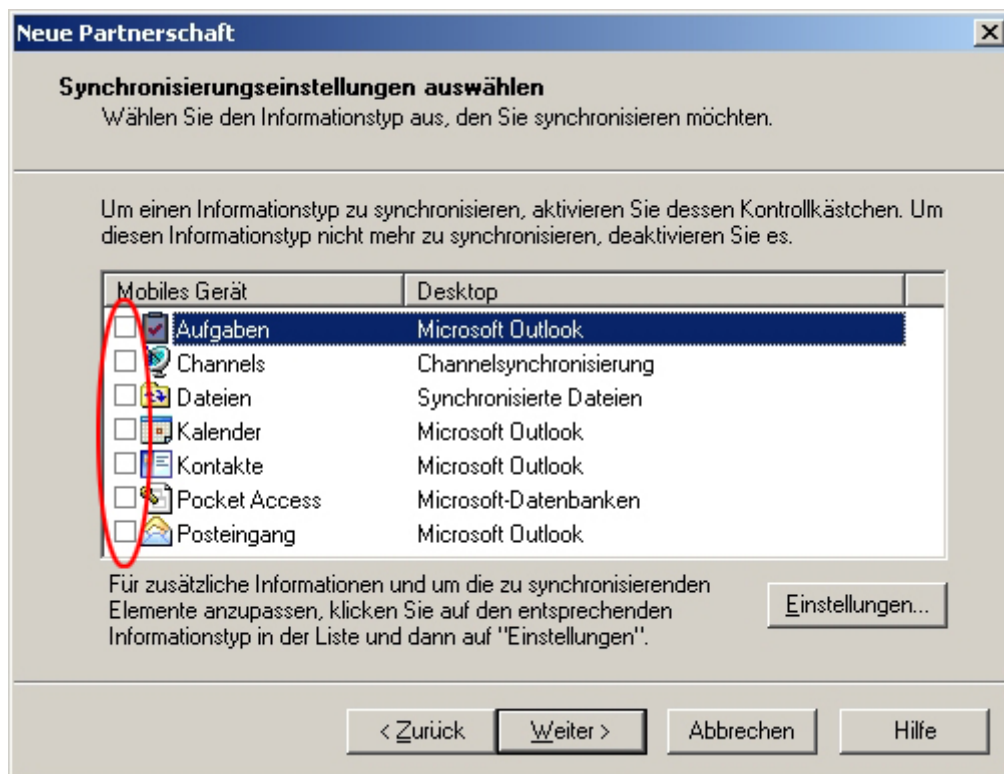 Neue Partnerschaft
Synchronisierungseinstellungen auswählen
Wählen Sie den Informationstyp aus, den Sie synchronisieren möchten.
Um einen Informationstyp zu synchronisieren, aktivieren Sie dessen Kontrollkästchen. Um
diesen Informationstyp nicht mehr zu synchronisieren, deaktivieren Sie es.
Mobiles Gerät Desktop
Aufgaben Microsoft Outlook
Channels Channelsynchronisierung
Dateien Synchronisierte Dateien
Kalender Microsoft Outlook
Kontakte Microsoft Outlook
Pocket Access Microsoft-Datenbanken
Posteingang Microsoft Outlook
Für zusätzliche Informationen und um die zu synchronisierenden
Elemente anzupassen, klicken Sie auf den entsprechenden
Informationstyp in der Liste und dann auf "Einstellungen".
Einstellungen...
< Zurück Weiter > Abbrechen Hilfe